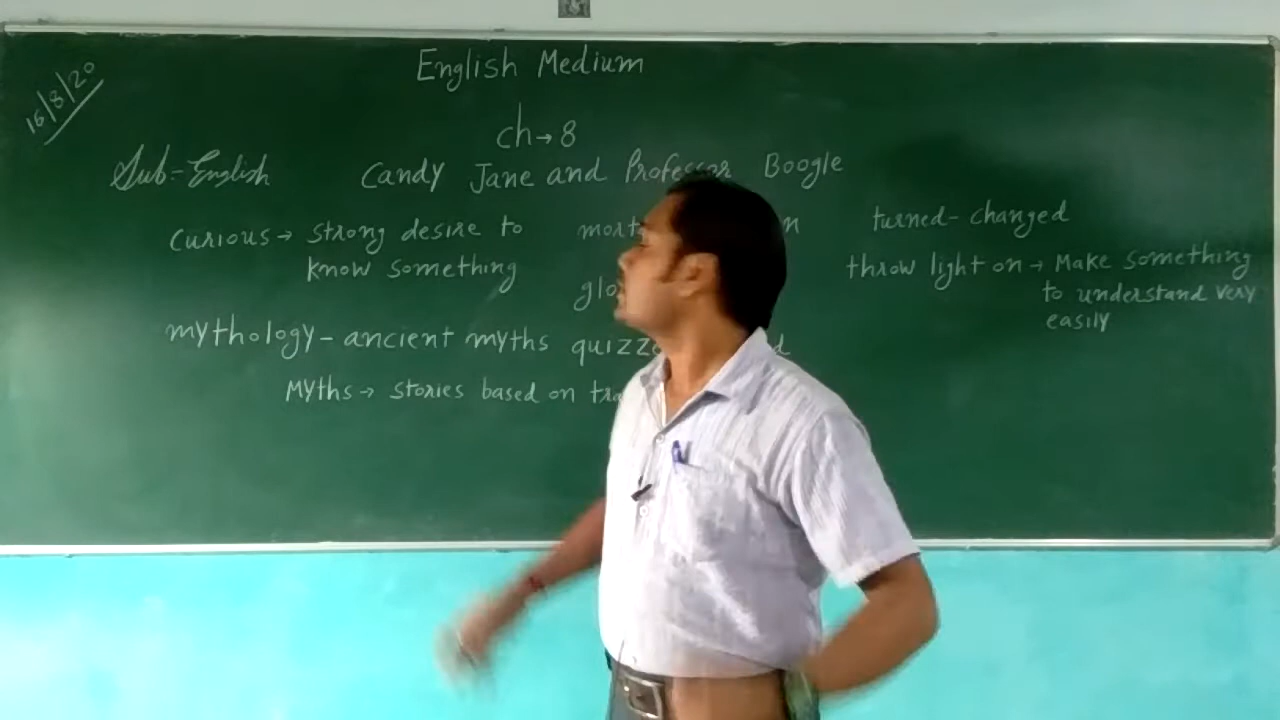 English Medium
16/8/20
ch→8
Sub-English
Candy Jane and Professor Boogle
curious→ strong desire to
know something
mythology-ancient myths
Myths→ stories based on
turned-changed
throw light on→ Make something
to understand very
easily